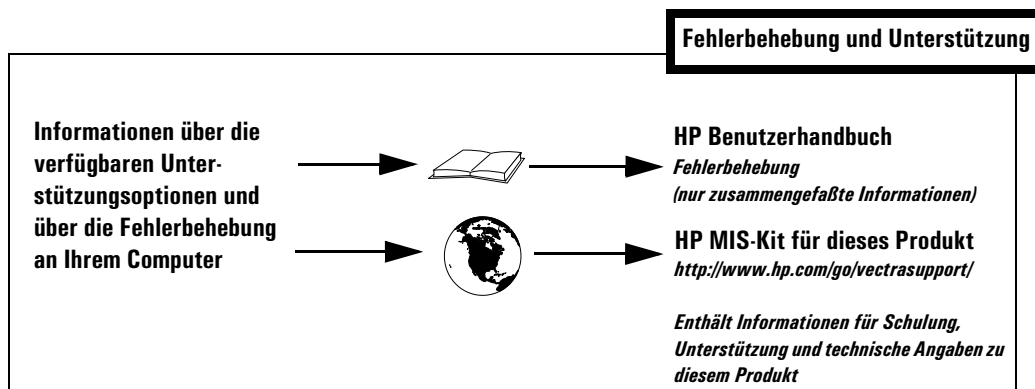 Fehlerbehebung und Unterstützung
Informationen über die
verfügbaren Unter-
stützungsoptionen und
über die Fehlerbehebung
an Ihrem Computer
HP Benutzerhandbuch
Fehlerbehebung
(nur zusammengefaßte Informationen)
HP MIS-Kit für dieses Produkt
http://www.hp.com/go/vectrasupport/
Enthält Informationen für Schulung,
Unterstützung und technische Angaben zu
diesem Produkt